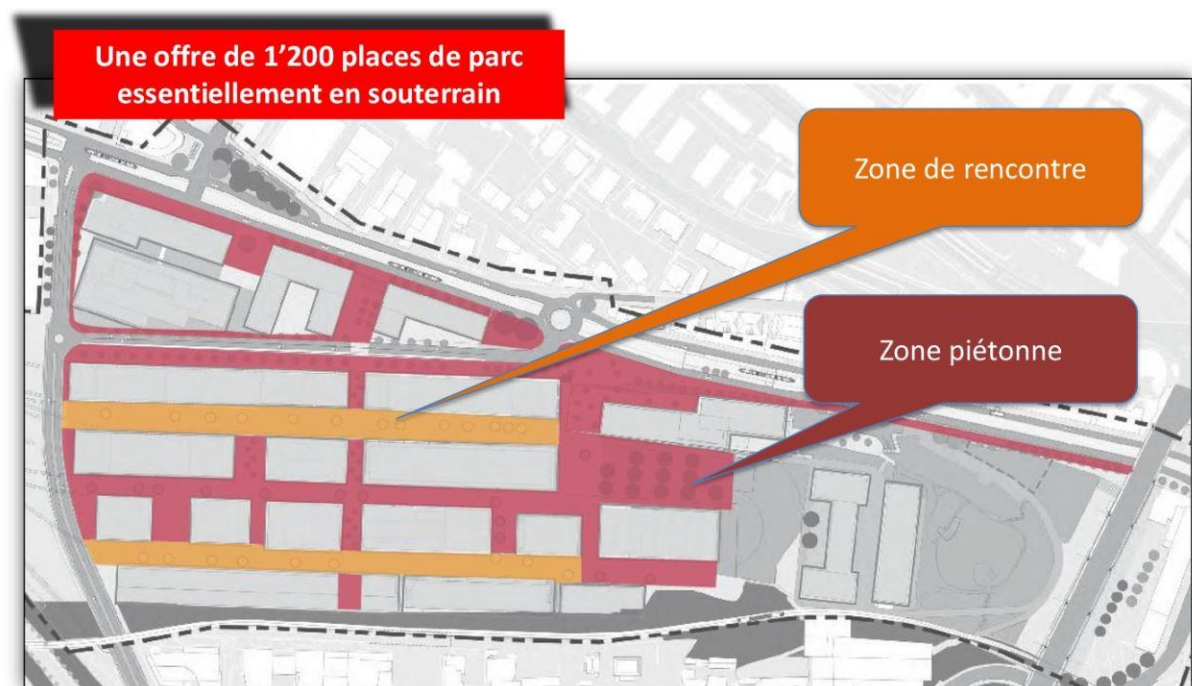 Une offre de 1’200 places de parc
essentiellement en souterrain
Zone de rencontre
Zone piétonne